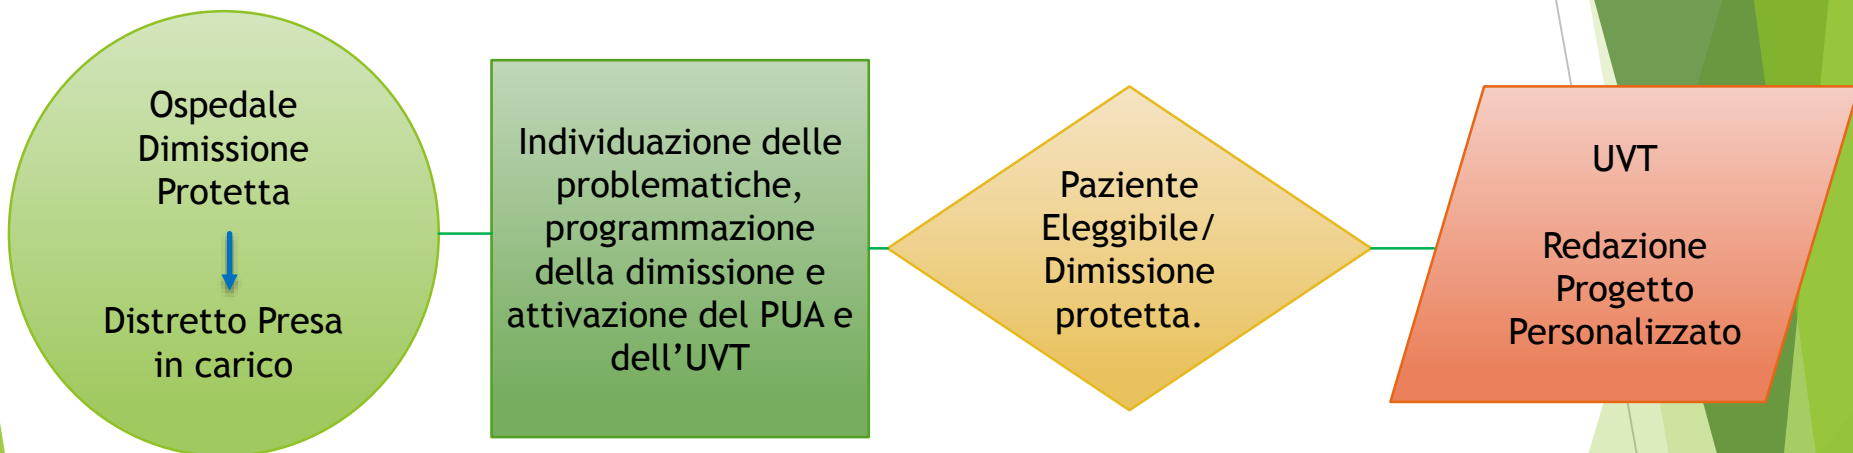 Ospedale
Dimissione
Protetta
Distretto Presa
in carico
Individuazione delle
problematiche,
programmazione
della dimissione e
attivazione del PUA e
dell’UVT
Paziente
Eleggibile/
Dimissione
protetta.
UVT
Redazione
Progetto
Personalizzato